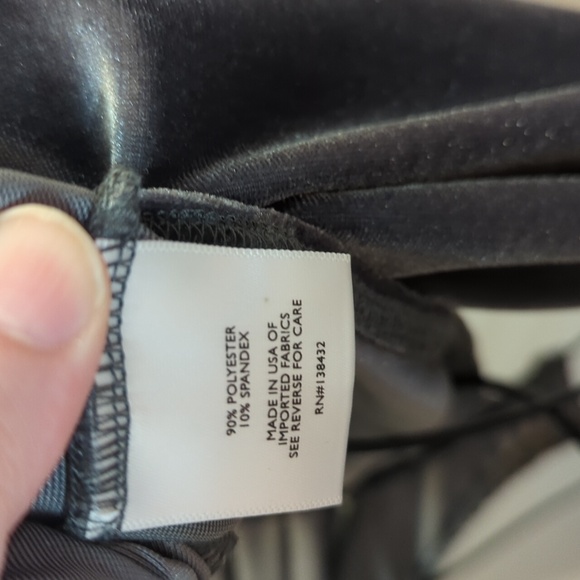 90% POLYESTER
10% SPANDEX
MADE IN USA OF
IMPORTED FABRICS
SEE REVERSE FOR CARE
RN#138432